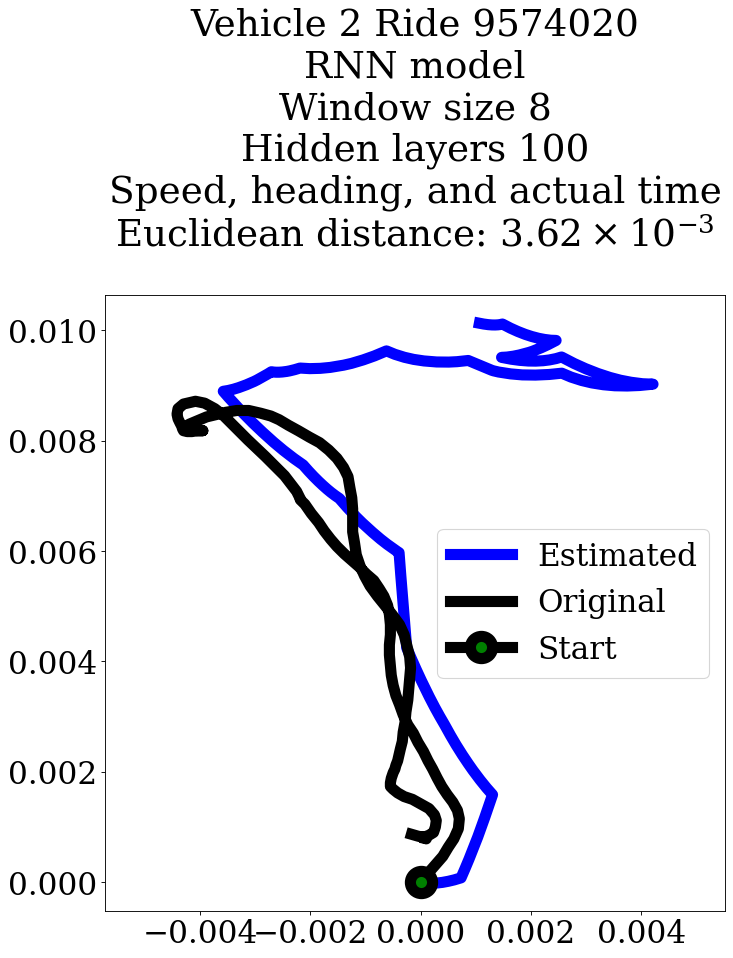 Vehicle 2 Ride 9574020
RNN model
Window size 8
Hidden layers 100
Speed, heading, and actual time
Euclidean distance: 3.62 × 10⁻³
0.010
0.008
0.006
0.004
0.002
0.000
Estimated
Original
Start
−0.004 −0.002 0.000 0.002 0.004